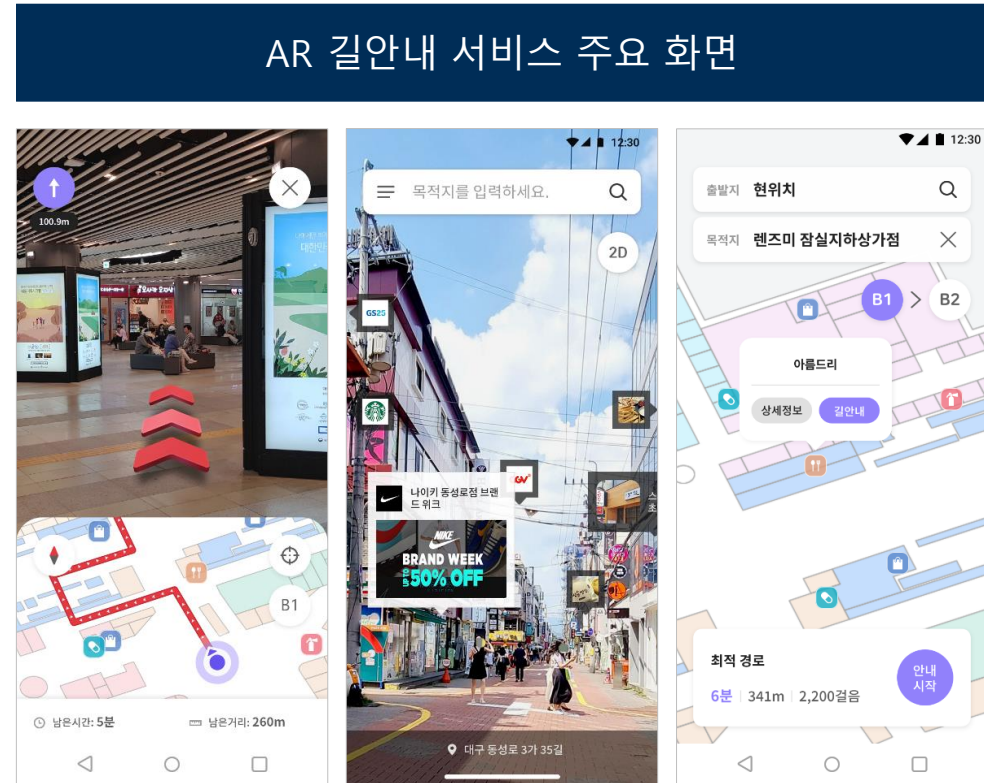 AR 길안내 서비스 주요 화면
100.9m
B1
남은시간: 5분
남은거리: 260m
12:30
목적지를 입력하세요.
2D
GS25
나이키 동성로점 브랜
드 위크
NIKE
BRAND WEEK
UP TO 50% OFF
대구 동성로 3가 35길
12:30
출발지 현위치
목적지 렌즈미 잠실지하상가점
B1 > B2
아름드리
상세정보 길안내
최적 경로
6분 | 341m | 2,200걸음
안내
시작